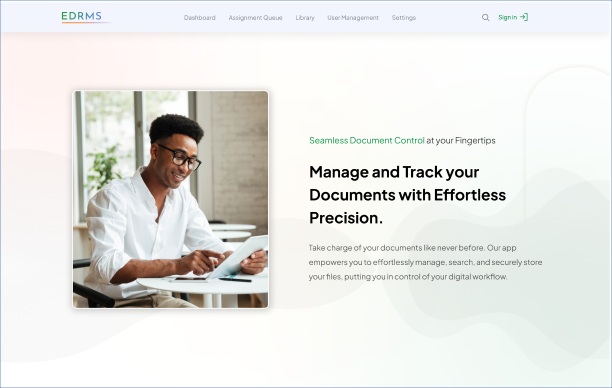 EDRMS
Dashboard Assignment Queue Library User Management Settings
Sign in
Seamless Document Control at your Fingertips
Manage and Track your
Documents with Effortless
Precision.
Take charge of your documents like never before. Our app
empowers you to effortlessly manage, search, and securely store
your files, putting you in control of your digital workflow.